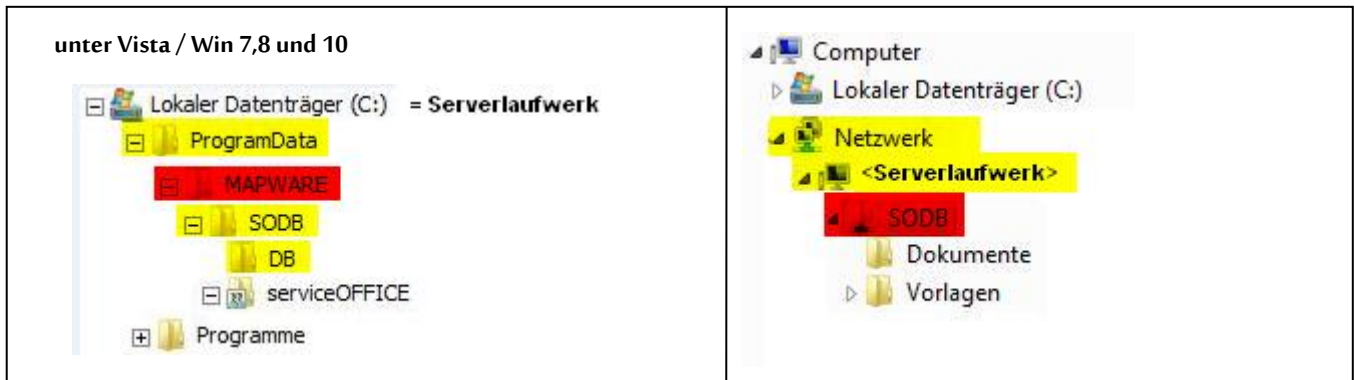 unter Vista / Win 7,8 und 10
Lokaler Datenträger (C:) = Serverlaufwerk
ProgramData
MAPWARE
SODB
DB
serviceOFFICE
Programme
Computer
Lokaler Datenträger (C:)
Netzwerk
<Serverlaufwerk>
SODB
Dokumente
Vorlagen